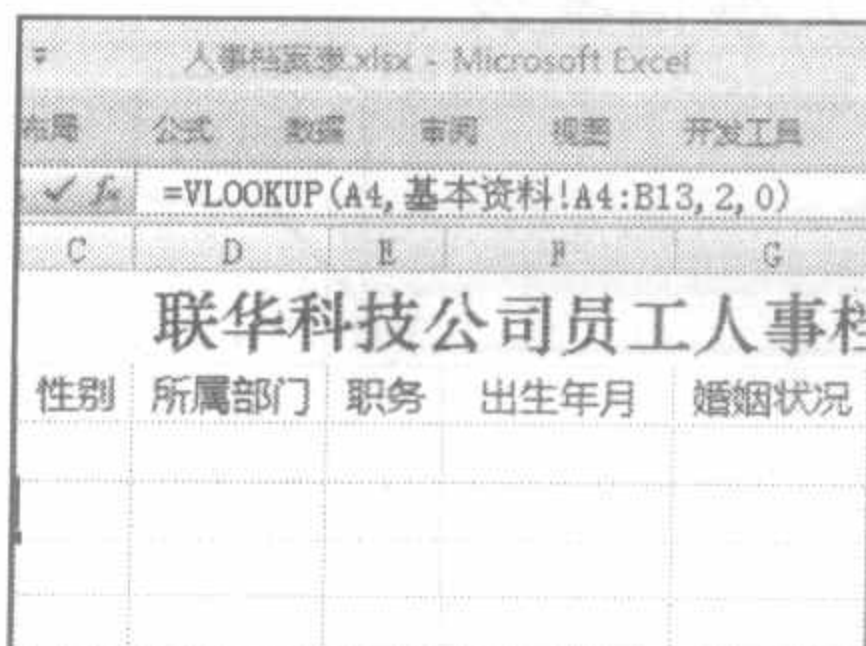 人事档案表.xlsx - Microsoft Excel
布局 公式 数据 审阅 视图 开发工具
=VLOOKUP(A4,基本资料!A4:B13,2,0)
C D E F G
联华科技公司员工人事档
性别 所属部门 职务 出生年月 婚姻状况